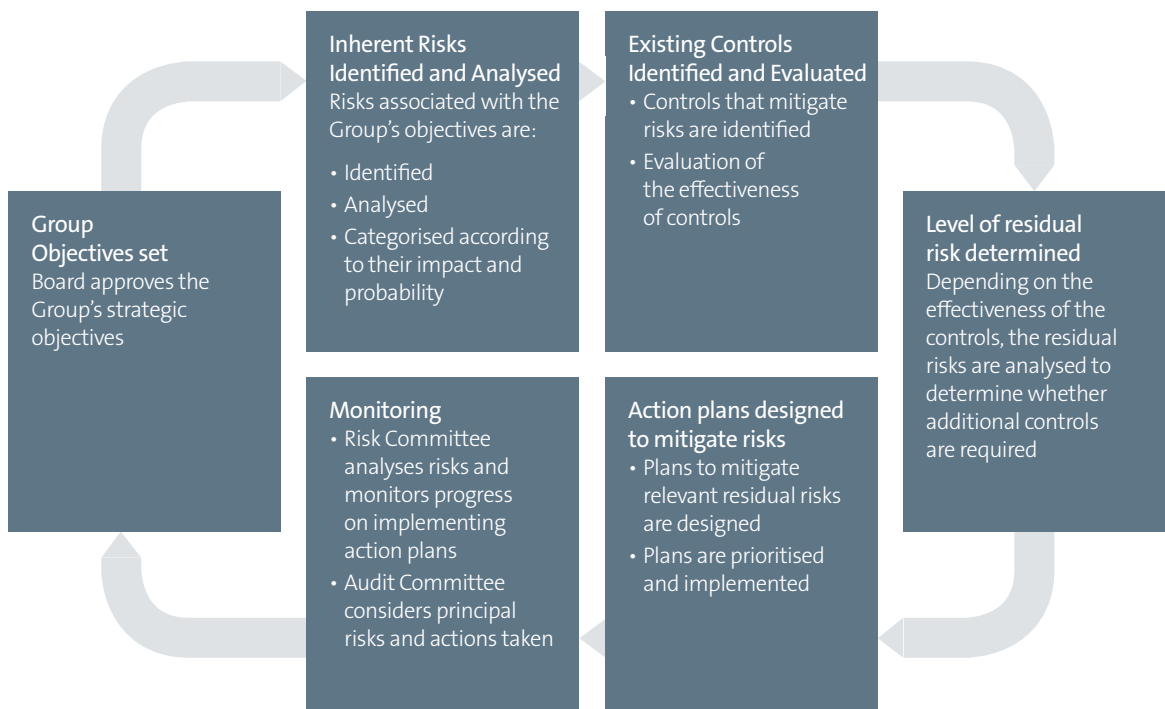 Group
Objectives set
Board approves the
Group’s strategic
objectives
Inherent Risks
Identified and Analysed
Risks associated with the
Group’s objectives are:
• Identified
• Analysed
• Categorised according
to their impact and
probability
Existing Controls
Identified and Evaluated
• Controls that mitigate
risks are identified
• Evaluation of
the effectiveness
of controls
Level of residual
risk determined
Depending on the
effectiveness of the
controls, the residual
risks are analysed to
determine whether
additional controls
are required
Action plans designed
to mitigate risks
• Plans to mitigate
relevant residual risks
are designed
• Plans are prioritised
and implemented
Monitoring
• Risk Committee
analyses risks and
monitors progress
on implementing
action plans
• Audit Committee
considers principal
risks and actions taken